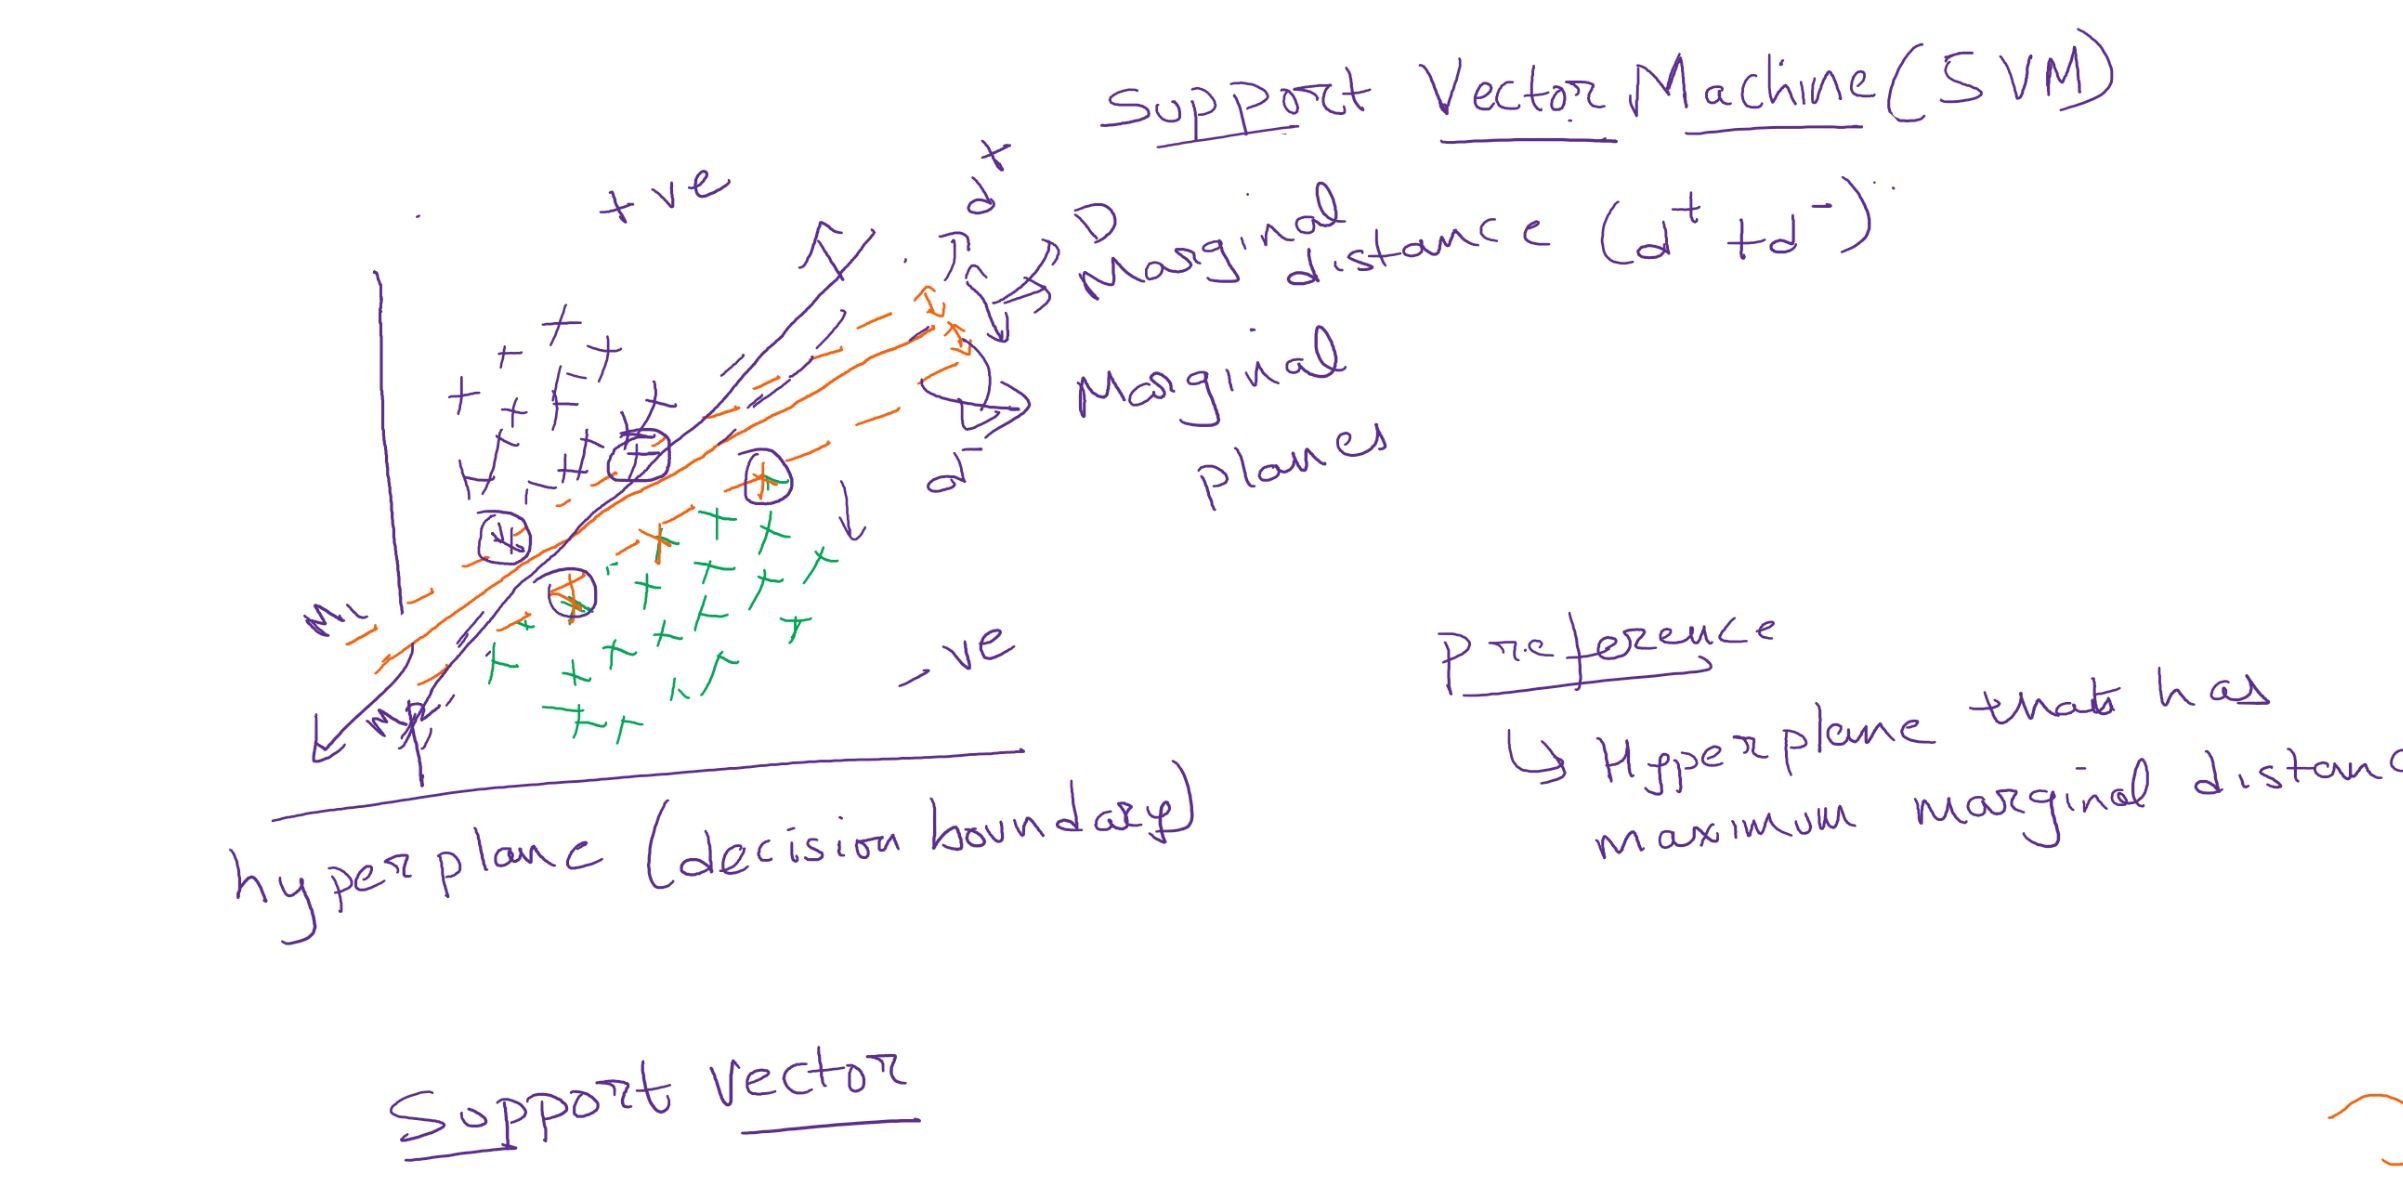 Support Vector Machine (SVM)
+ve
d+
D
Marginal
distance (d+ + d-)
Marginal
planes
d-
M1
M2
-ve
Preference
↳ Hyperplane that has
maximum marginal distanc
hyperplane (decision boundary)
Support vector